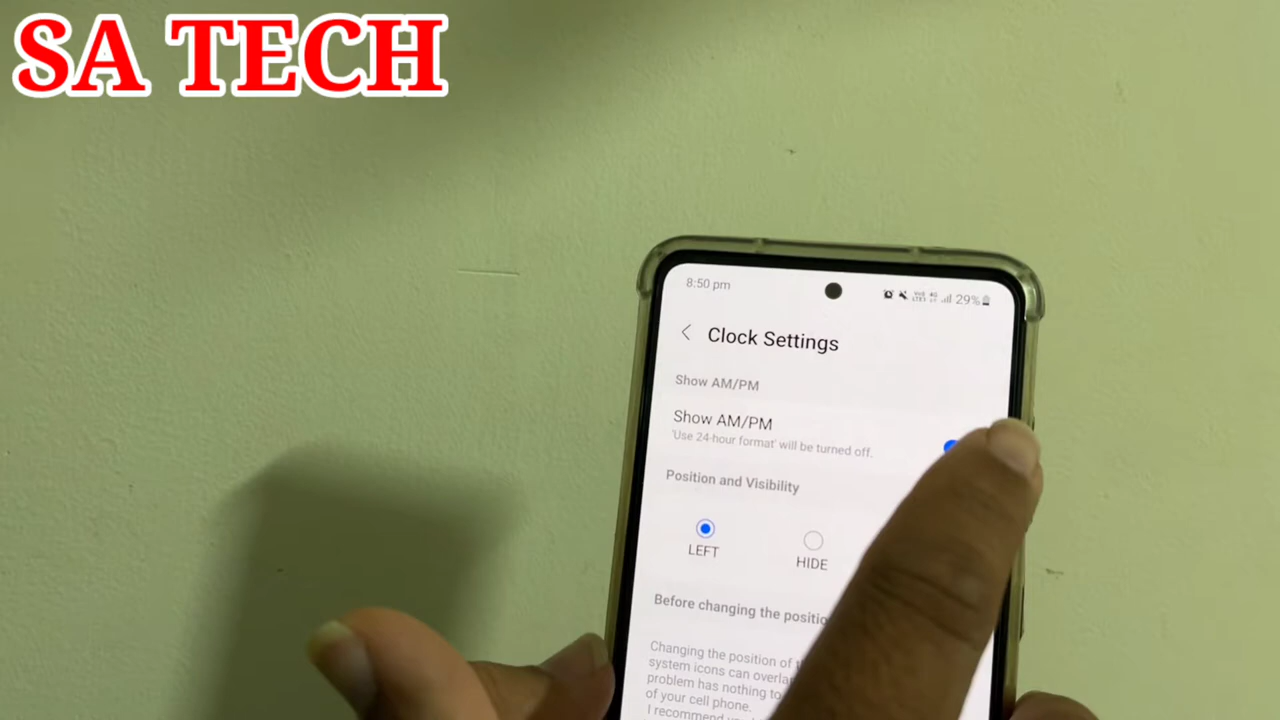 SA TECH
8:50 pm
29%
Clock Settings
Show AM/PM
Show AM/PM
'Use 24-hour format' will be turned off.
Position and Visibility
LEFT
HIDE
Before changing the
Changing the position of
system icons can
problem has nothing to
of your cell phone.
I recommend